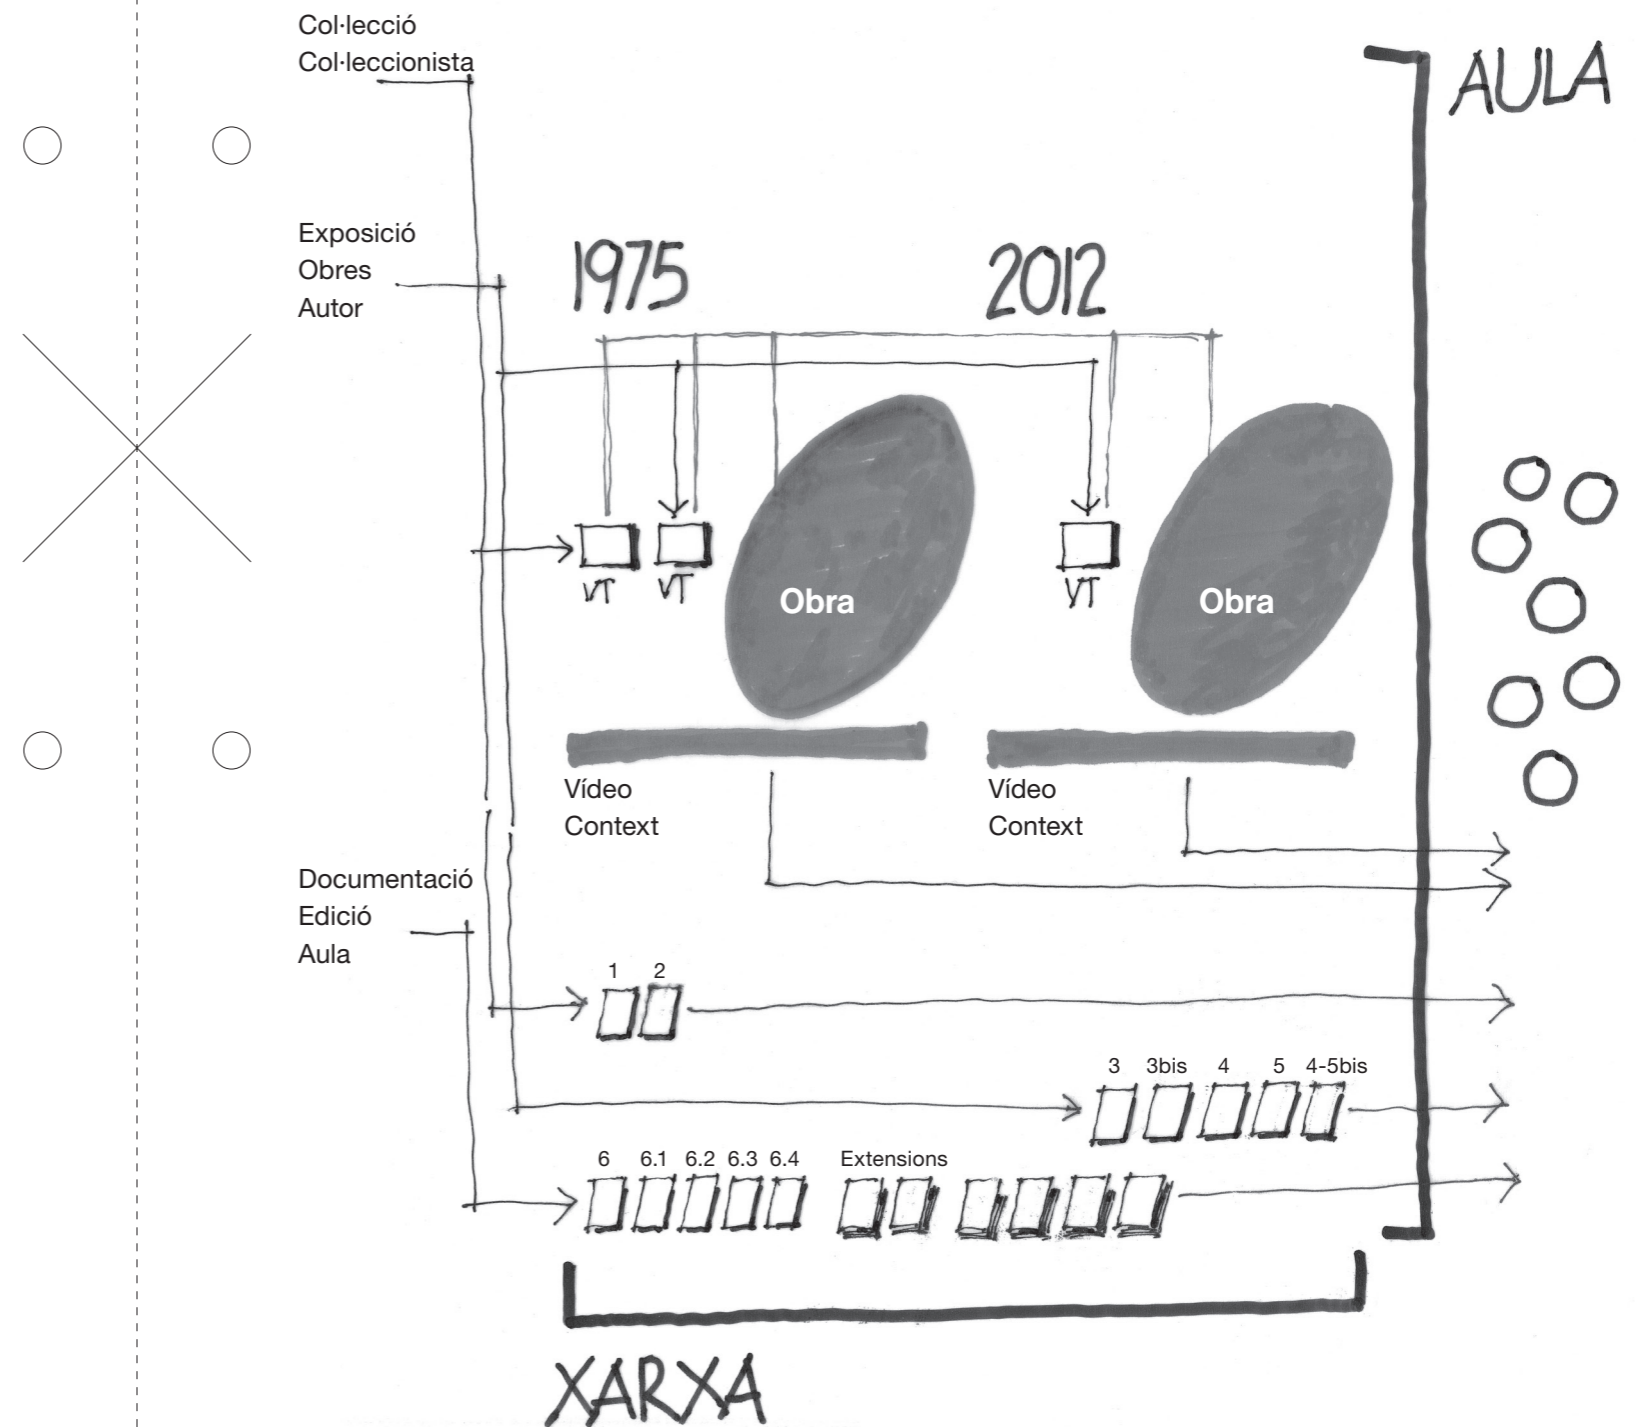 Col·lecció
Col·leccionista
AULA
Exposició
Obres
Autor
1975
2012
VT
VT
Obra
VT
Obra
Vídeo
Context
Vídeo
Context
Documentació
Edició
Aula
1 2
3 3bis 4 5 4-5bis
6 6.1 6.2 6.3 6.4 Extensions
XARXA